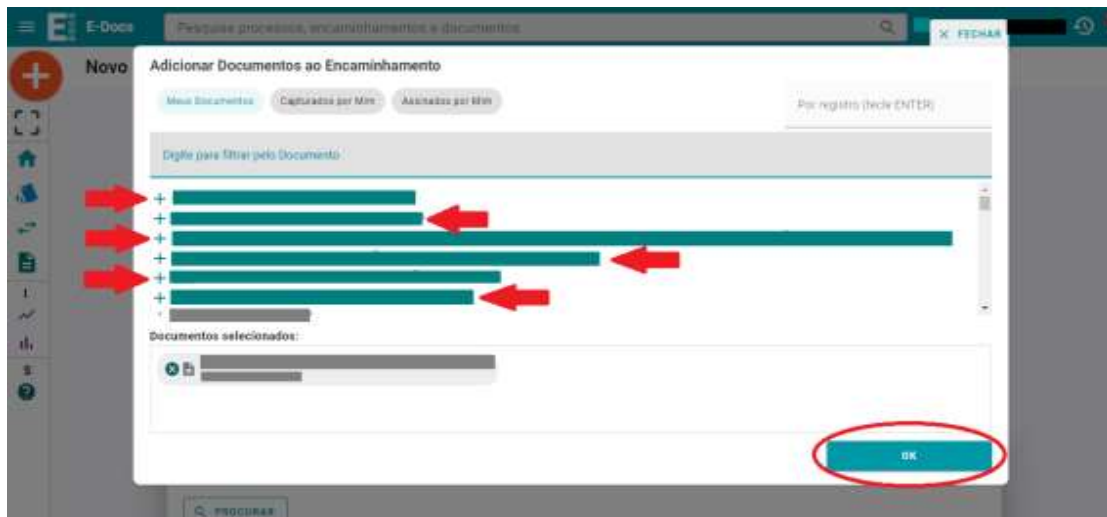 E-Docs
Pesquise processos, encaminhamentos e documentos
× FECHAR
Novo
Adicionar Documentos ao Encaminhamento
Meus Documentos
Capturados por Mim
Assinados por Mim
Por registro (tecle ENTER)
Digite para filtrar pelo Documento
Documentos selecionados:
OK
PROCURAR